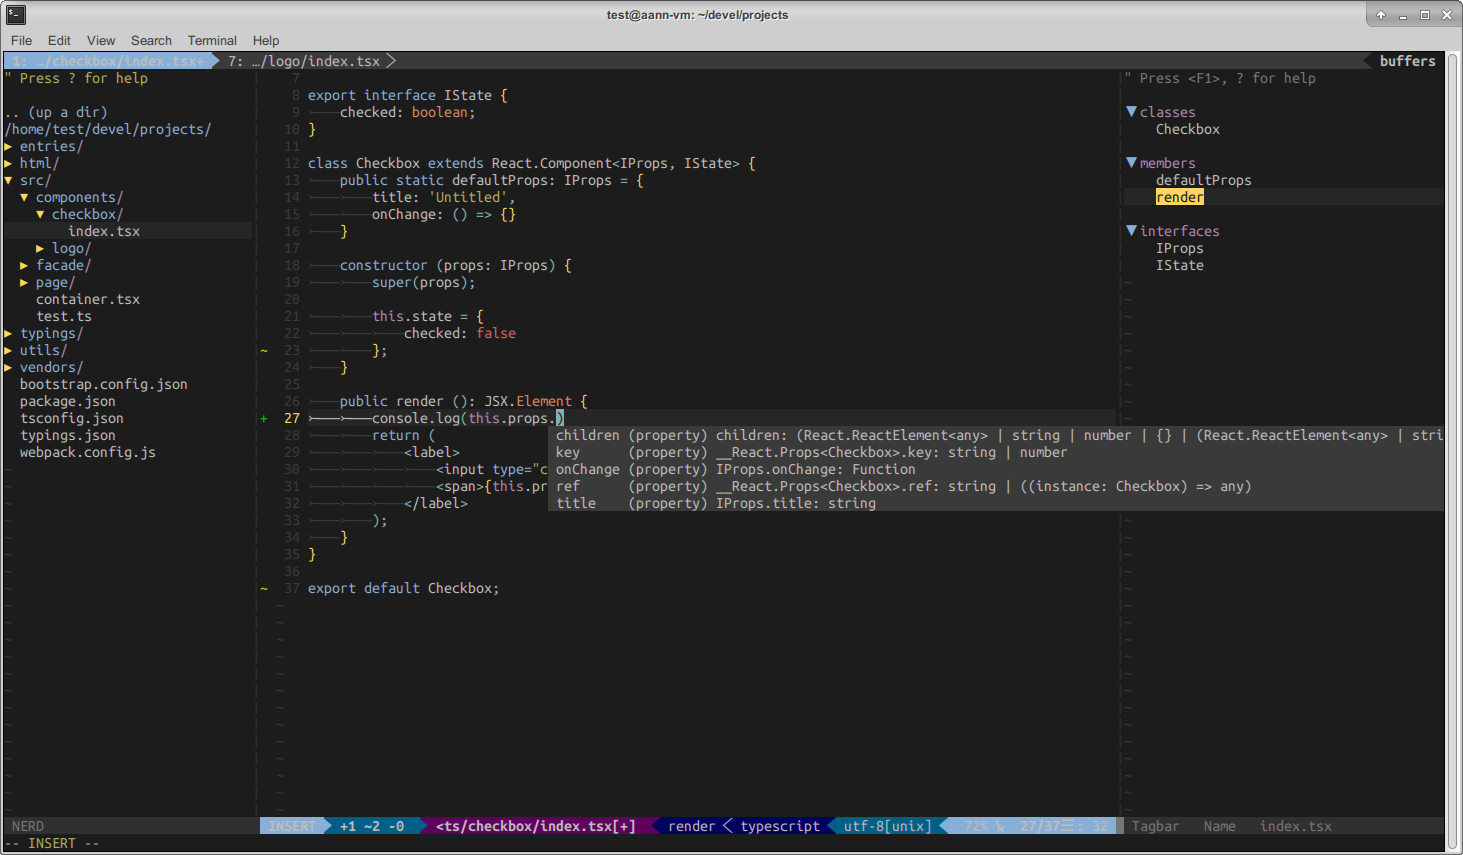 test@aann-vm: ~/devel/projects
File Edit View Search Terminal Help
1: …/checkbox/index.tsx+ 7: …/logo/index.tsx buffers
" Press ? for help
.. (up a dir)
/home/test/devel/projects/
▸ entries/
▸ html/
▾ src/
▾ components/
▾ checkbox/
index.tsx
▸ logo/
▸ facade/
▸ page/
container.tsx
test.ts
▸ typings/
▸ utils/
▸ vendors/
bootstrap.config.json
package.json
tsconfig.json
typings.json
webpack.config.js
7
8 export interface IState {
9 checked: boolean;
10 }
11
12 class Checkbox extends React.Component<IProps, IState> {
13 public static defaultProps: IProps = {
14 title: 'Untitled',
15 onChange: () => {}
16 }
17
18 constructor (props: IProps) {
19 super(props);
20
21 this.state = {
22 checked: false
~ 23 };
24 }
25
26 public render (): JSX.Element {
+ 27 console.log(this.props.)
28 return (
29 <label>
30 <input type="c
31 <span>{this.pr
32 </label>
33 );
34 }
35 }
36
~ 37 export default Checkbox;
children (property) children: (React.ReactElement<any> | string | number | {} | (React.ReactElement<any> | stri
key (property) __React.Props<Checkbox>.key: string | number
onChange (property) IProps.onChange: Function
ref (property) __React.Props<Checkbox>.ref: string | ((instance: Checkbox) => any)
title (property) IProps.title: string
" Press <F1>, ? for help
▼ classes
Checkbox
▼ members
defaultProps
render
▼ interfaces
IProps
IState
NERD
INSERT +1 ~2 -0 <ts/checkbox/index.tsx[+] render typescript utf-8[unix] 72% 27/37☰: 32
Tagbar Name index.tsx
-- INSERT --